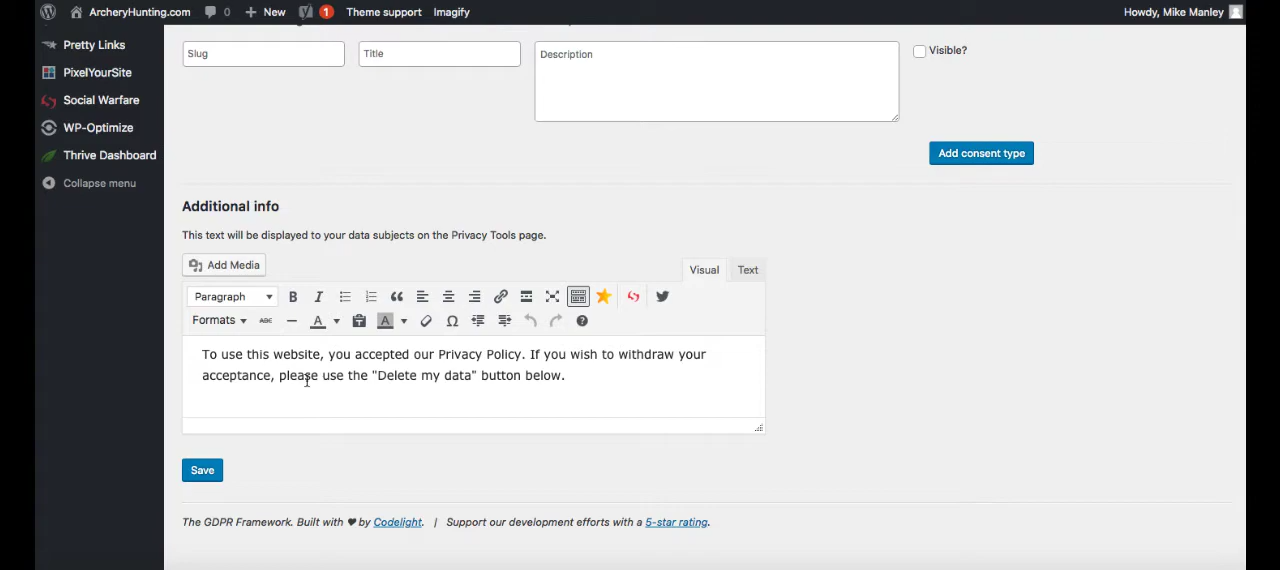 ArcheryHunting.com 0 New 1 Theme support Imagify Howdy, Mike Manley
Pretty Links
PixelYourSite
Social Warfare
WP-Optimize
Thrive Dashboard
Collapse menu
Slug Title Description Visible?
Add consent type
Additional info
This text will be displayed to your data subjects on the Privacy Tools page.
Add Media Visual Text
Paragraph B I
Formats ABC A A
To use this website, you accepted our Privacy Policy. If you wish to withdraw your
acceptance, please use the "Delete my data" button below.
Save
The GDPR Framework. Built with ♥ by Codelight. | Support our development efforts with a 5-star rating.